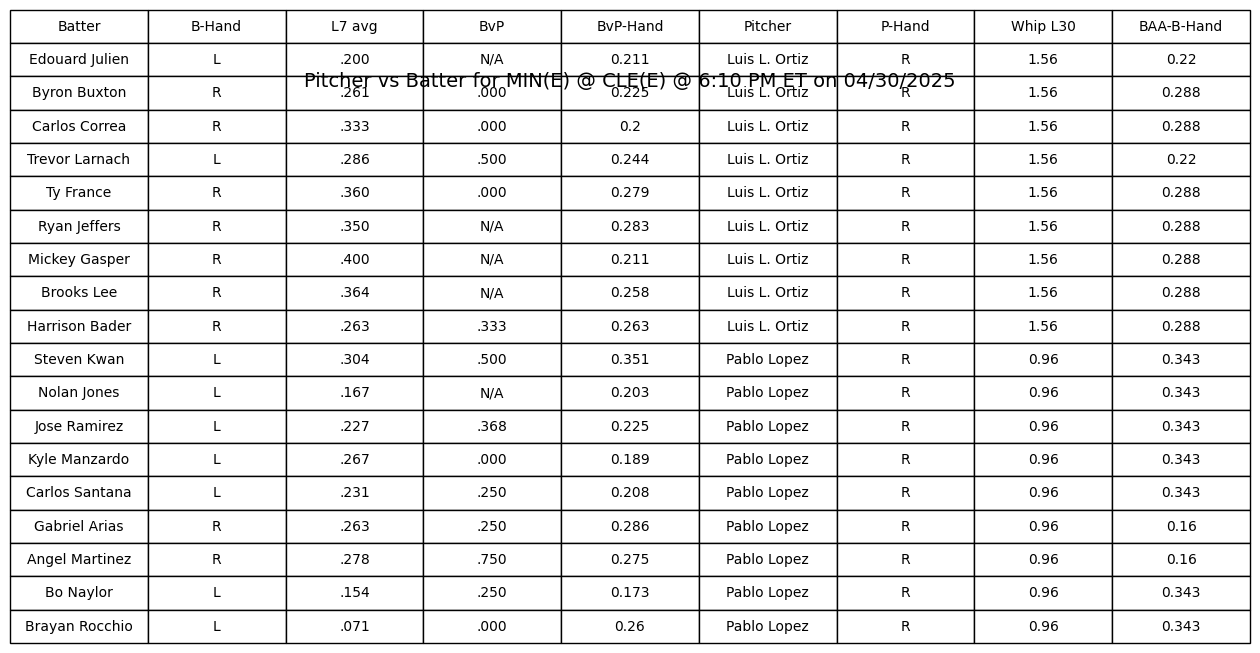 Batter B-Hand L7 avg BvP BvP-Hand Pitcher P-Hand Whip L30 BAA-B-Hand
Edouard Julien L .200 N/A 0.211 Luis L. Ortiz R 1.56 0.22
Pitcher vs Batter for MIN(E) @ CLE(E) @ 6:10 PM ET on 04/30/2025
Byron Buxton R .261 .000 0.225 Luis L. Ortiz R 1.56 0.288
Carlos Correa R .333 .000 0.2 Luis L. Ortiz R 1.56 0.288
Trevor Larnach L .286 .500 0.244 Luis L. Ortiz R 1.56 0.22
Ty France R .360 .000 0.279 Luis L. Ortiz R 1.56 0.288
Ryan Jeffers R .350 N/A 0.283 Luis L. Ortiz R 1.56 0.288
Mickey Gasper R .400 N/A 0.211 Luis L. Ortiz R 1.56 0.288
Brooks Lee R .364 N/A 0.258 Luis L. Ortiz R 1.56 0.288
Harrison Bader R .263 .333 0.263 Luis L. Ortiz R 1.56 0.288
Steven Kwan L .304 .500 0.351 Pablo Lopez R 0.96 0.343
Nolan Jones L .167 N/A 0.203 Pablo Lopez R 0.96 0.343
Jose Ramirez L .227 .368 0.225 Pablo Lopez R 0.96 0.343
Kyle Manzardo L .267 .000 0.189 Pablo Lopez R 0.96 0.343
Carlos Santana L .231 .250 0.208 Pablo Lopez R 0.96 0.343
Gabriel Arias R .263 .250 0.286 Pablo Lopez R 0.96 0.16
Angel Martinez R .278 .750 0.275 Pablo Lopez R 0.96 0.16
Bo Naylor L .154 .250 0.173 Pablo Lopez R 0.96 0.343
Brayan Rocchio L .071 .000 0.26 Pablo Lopez R 0.96 0.343